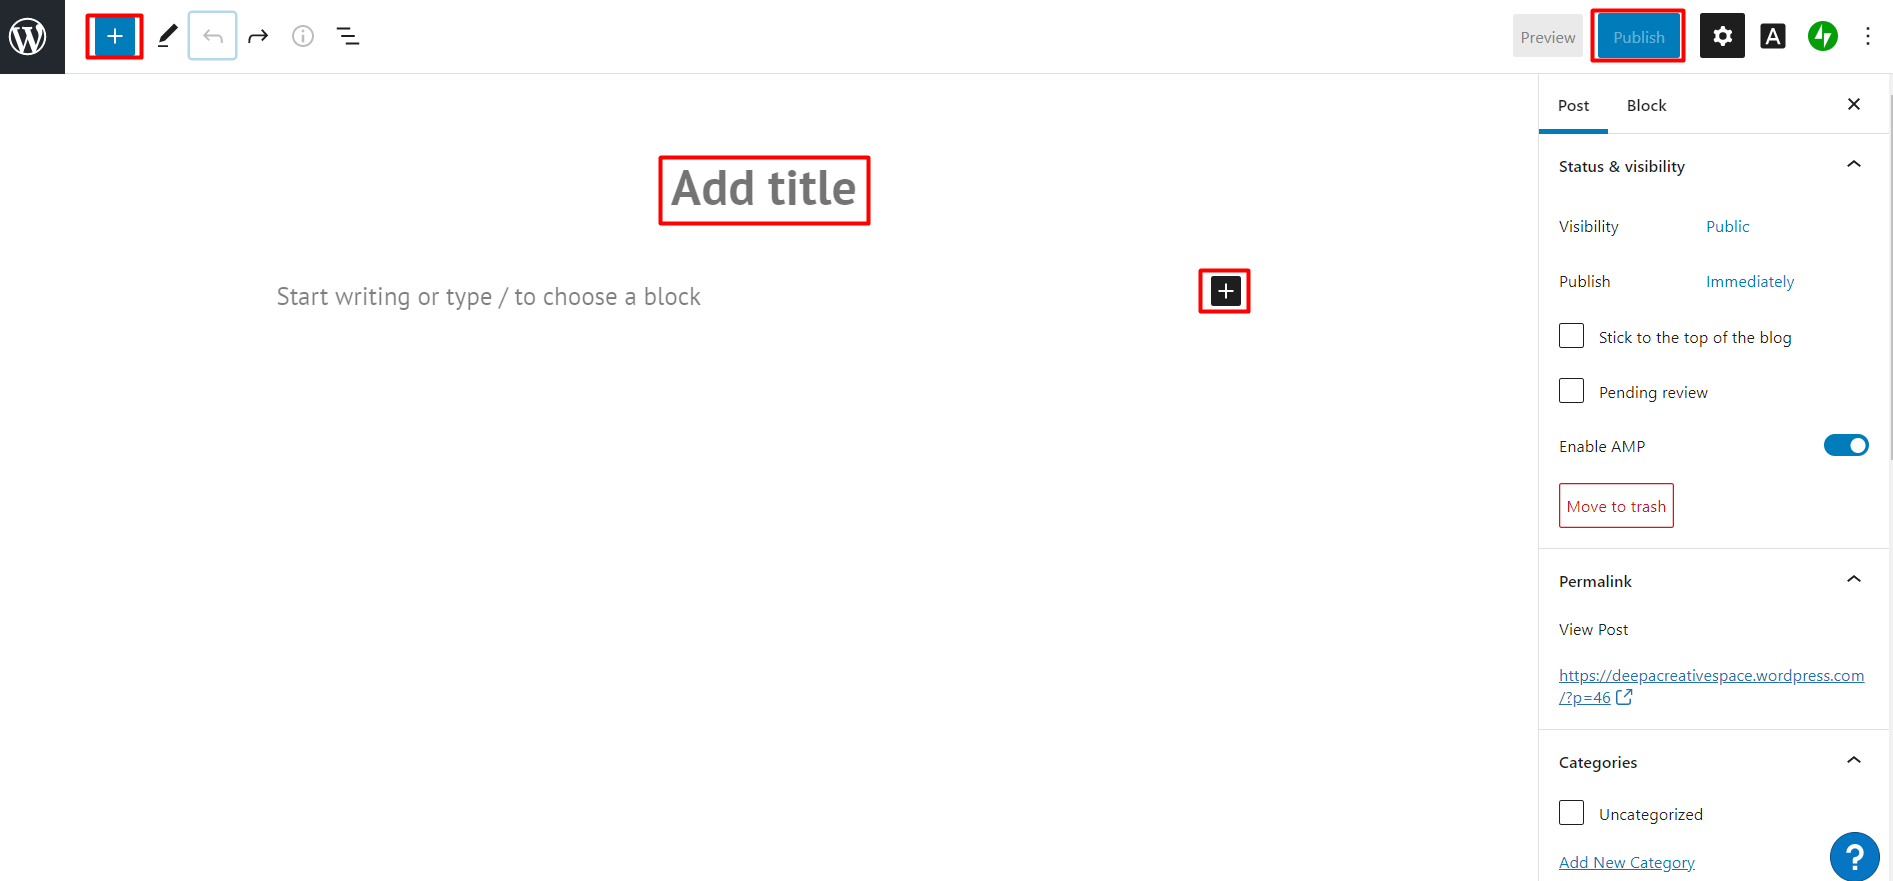 Preview
Publish
A
Post Block
Status & visibility
Add title
Visibility Public
Start writing or type / to choose a block
Publish Immediately
Stick to the top of the blog
Pending review
Enable AMP
Move to trash
Permalink
View Post
https://deepacreativespace.wordpress.com
/?p=46
Categories
Uncategorized
Add New Category
?